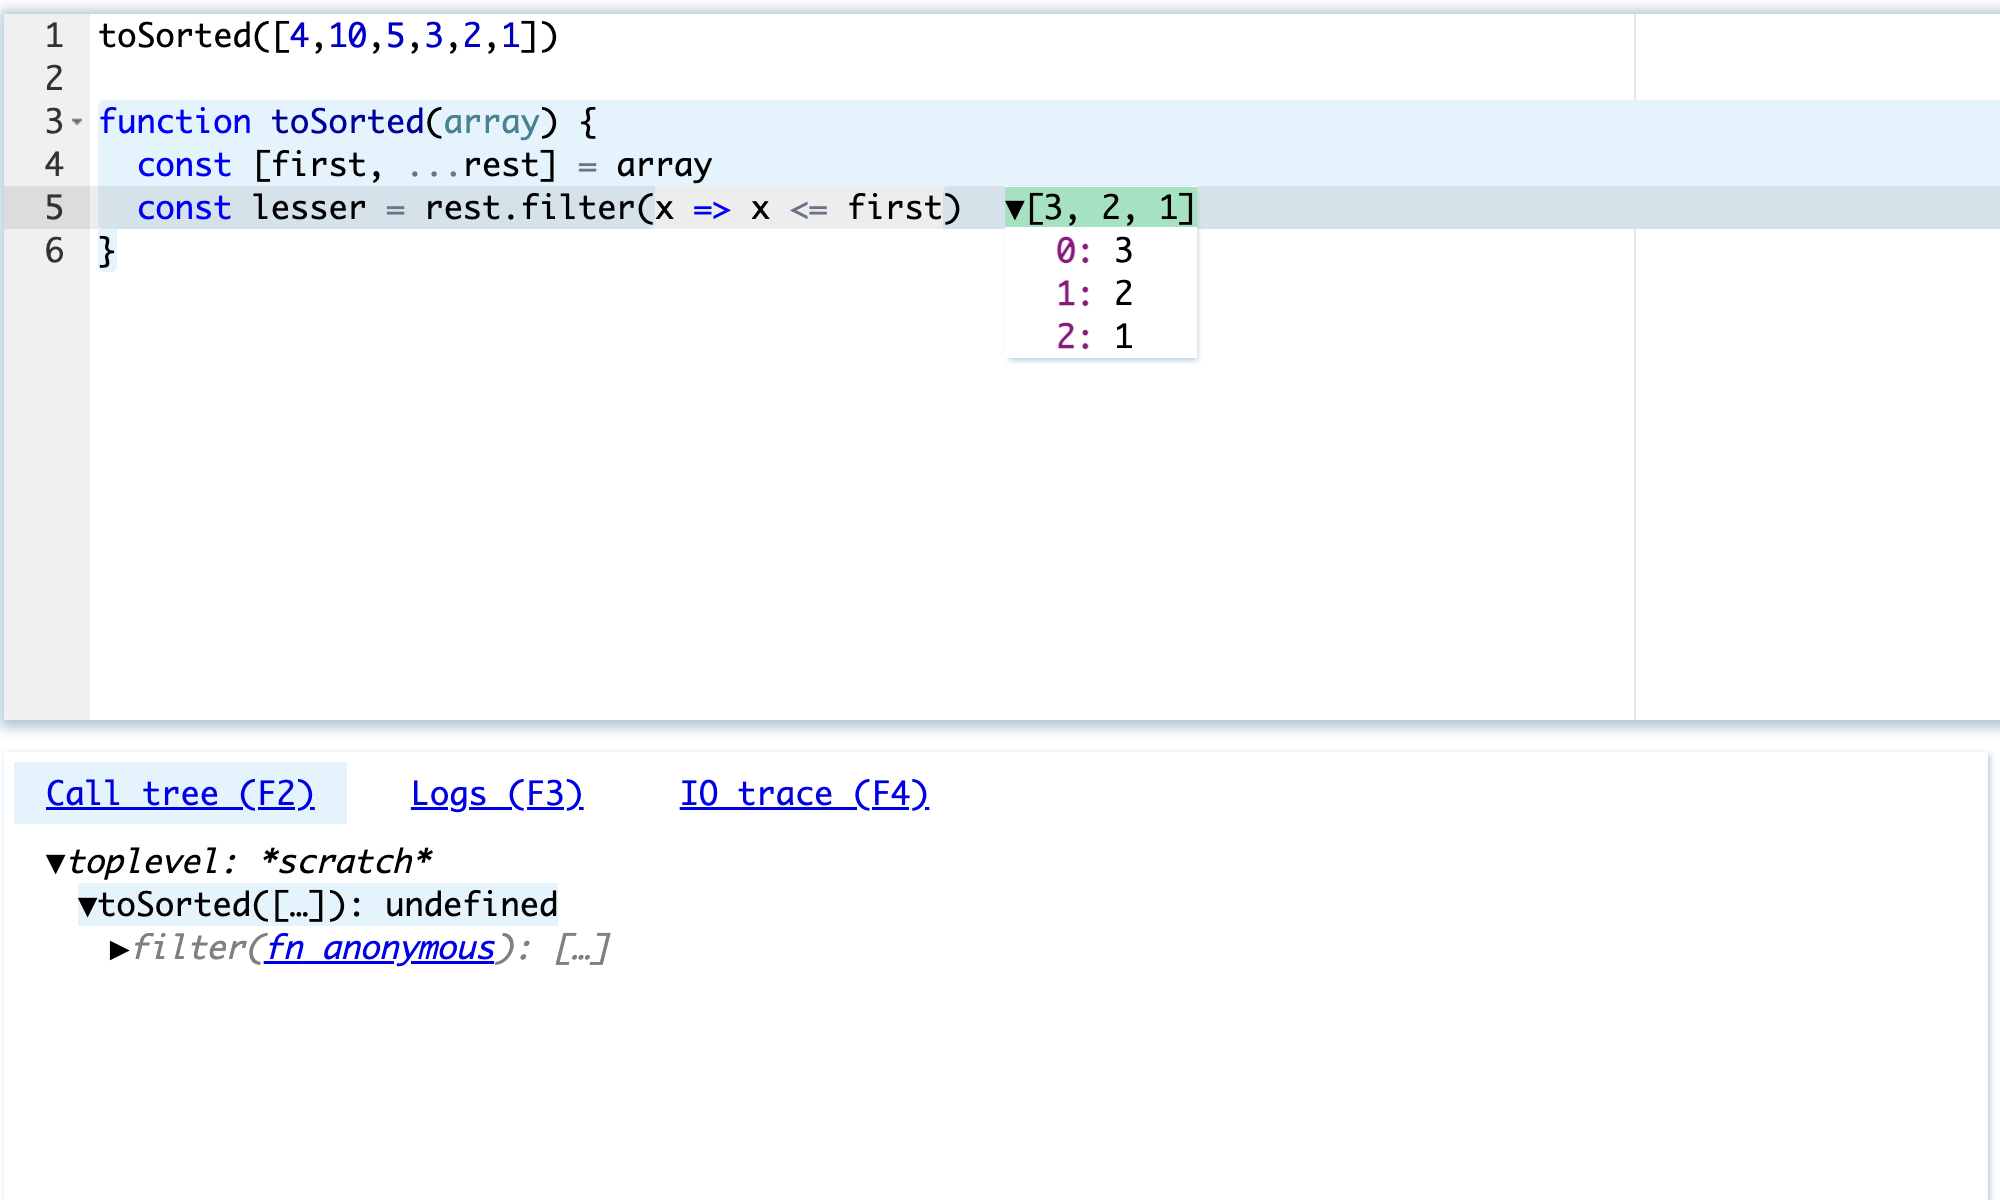 1 toSorted([4,10,5,3,2,1])
2
3 function toSorted(array) {
4   const [first, ...rest] = array
5   const lesser = rest.filter(x => x <= first)  ▼[3, 2, 1]
6 }
0: 3
1: 2
2: 1
Call tree (F2) Logs (F3) IO trace (F4)
▼toplevel: *scratch*
▼toSorted([…]): undefined
▶filter(fn anonymous): […]